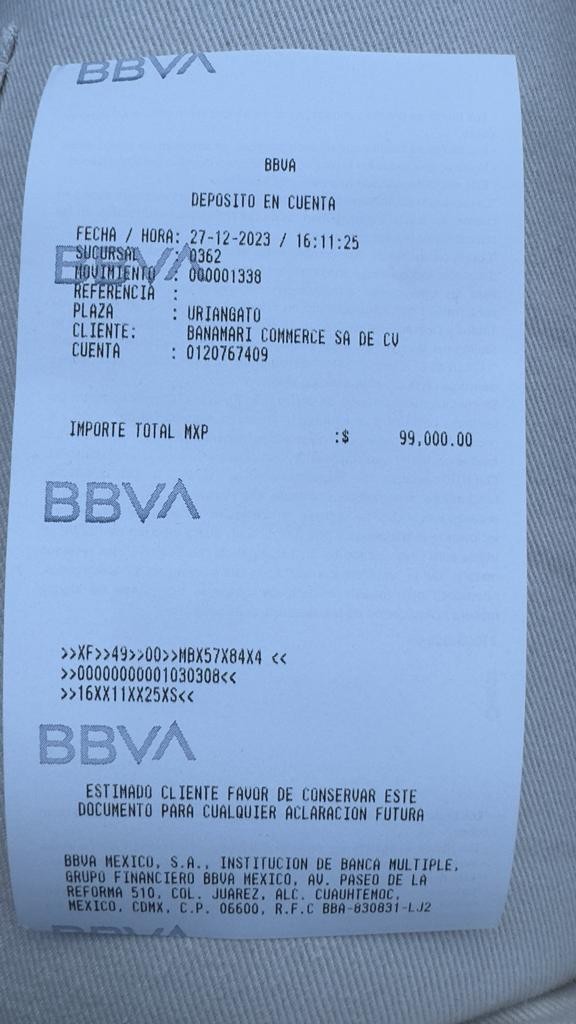 BBVA
BBVA
DEPOSITO EN CUENTA
FECHA / HORA: 27-12-2023 / 16:11:25
SUCURSAL : 0362
BBVA
MOVIMIENTO : 000001338
REFERENCIA :
PLAZA : URIANGATO
CLIENTE: BANAMARI COMMERCE SA DE CV
CUENTA : 0120767409
IMPORTE TOTAL MXP :$ 99,000.00
BBVA
>>XF>>49>>00>>MBX57X84X4 <<
>>00000000001030308<<
>>16XX11XX25XS<<
BBVA
ESTIMADO CLIENTE FAVOR DE CONSERVAR ESTE
DOCUMENTO PARA CUALQUIER ACLARACION FUTURA
BBVA MEXICO, S.A., INSTITUCION DE BANCA MULTIPLE,
GRUPO FINANCIERO BBVA MEXICO, AV. PASEO DE LA
REFORMA 510, COL. JUAREZ, ALC. CUAUHTEMOC,
MEXICO, CDMX, C.P. 06600, R.F.C BBA-830831-LJ2
BBVA